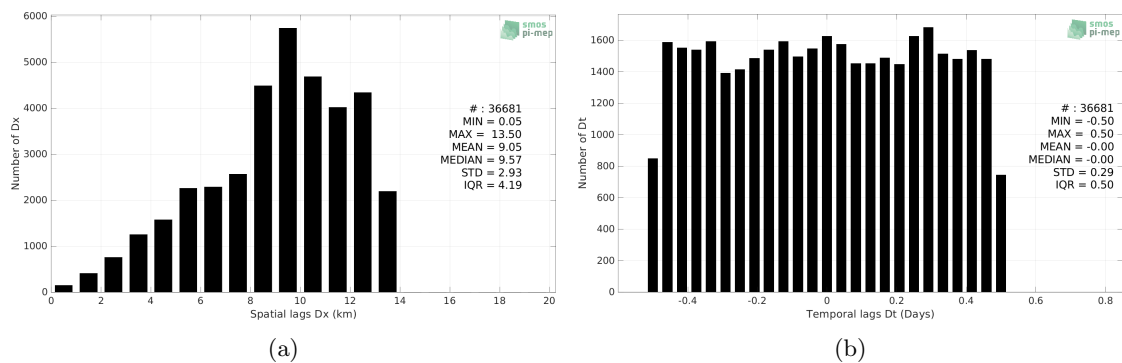 6000
5000
4000
3000
2000
1000
0
Number of Dx
0 2 4 6 8 10 12 14 16 18 20
Spatial lags Dx (km)
smos
pi-mep
# : 36681
MIN = 0.05
MAX = 13.50
MEAN = 9.05
MEDIAN = 9.57
STD = 2.93
IQR = 4.19
(a)
1600
1400
1200
1000
800
600
400
200
0
Number of Dt
-0.4 -0.2 0 0.2 0.4 0.6 0.8
Temporal lags Dt (Days)
smos
pi-mep
# : 36681
MIN = -0.50
MAX = 0.50
MEAN = -0.00
MEDIAN = -0.00
STD = 0.29
IQR = 0.50
(b)